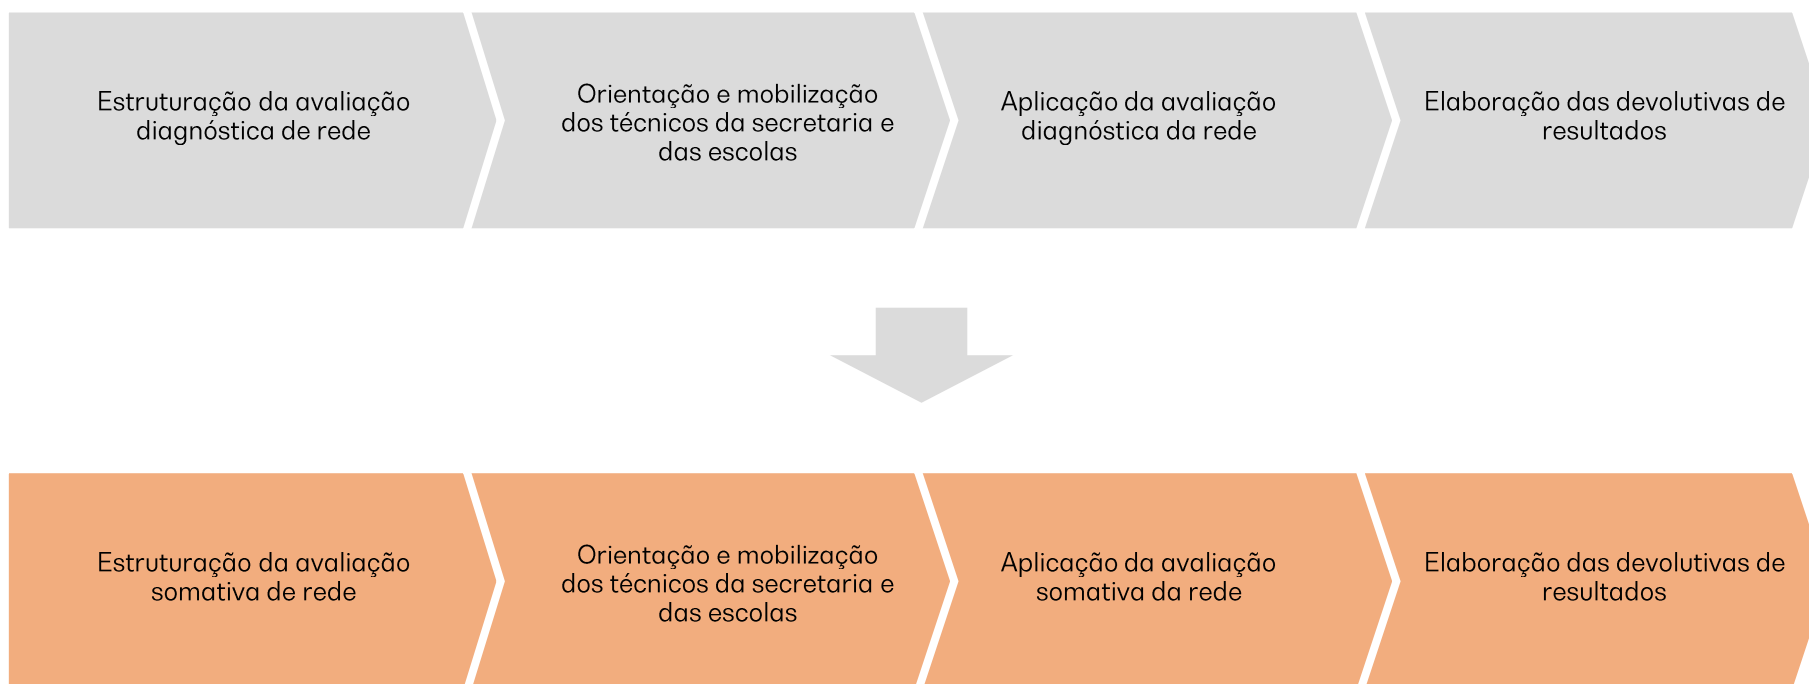 Estruturação da avaliação
diagnóstica de rede
Orientação e mobilização
dos técnicos da secretaria e
das escolas
Aplicação da avaliação
diagnóstica da rede
Elaboração das devolutivas de
resultados
Estruturação da avaliação
somativa de rede
Orientação e mobilização
dos técnicos da secretaria e
das escolas
Aplicação da avaliação
somativa da rede
Elaboração das devolutivas de
resultados